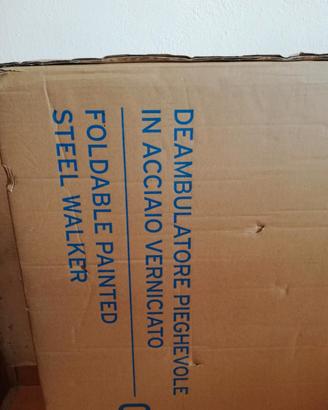 DEAMBULATORE PIEGHEVOLE
IN ACCIAIO VERNICIATO
FOLDABLE PAINTED
STEEL WALKER